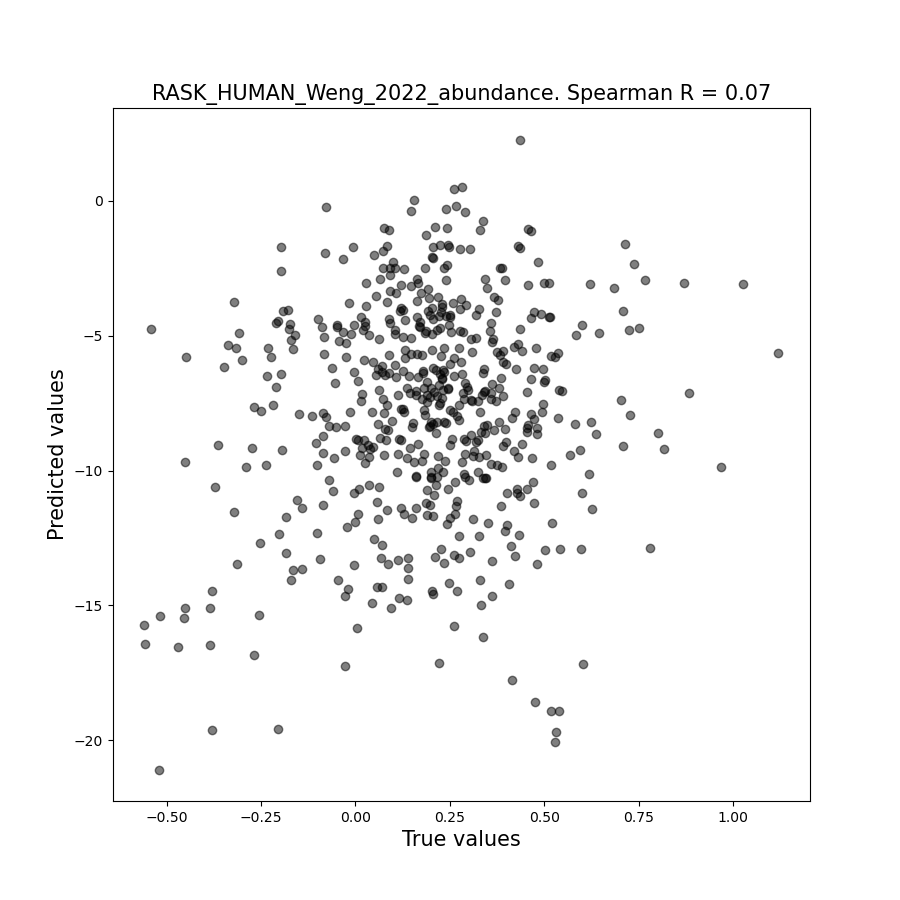 RASK_HUMAN_Weng_2022_abundance. Spearman R = 0.07
0
−5
−10
−15
−20
Predicted values
−0.50 −0.25 0.00 0.25 0.50 0.75 1.00
True values